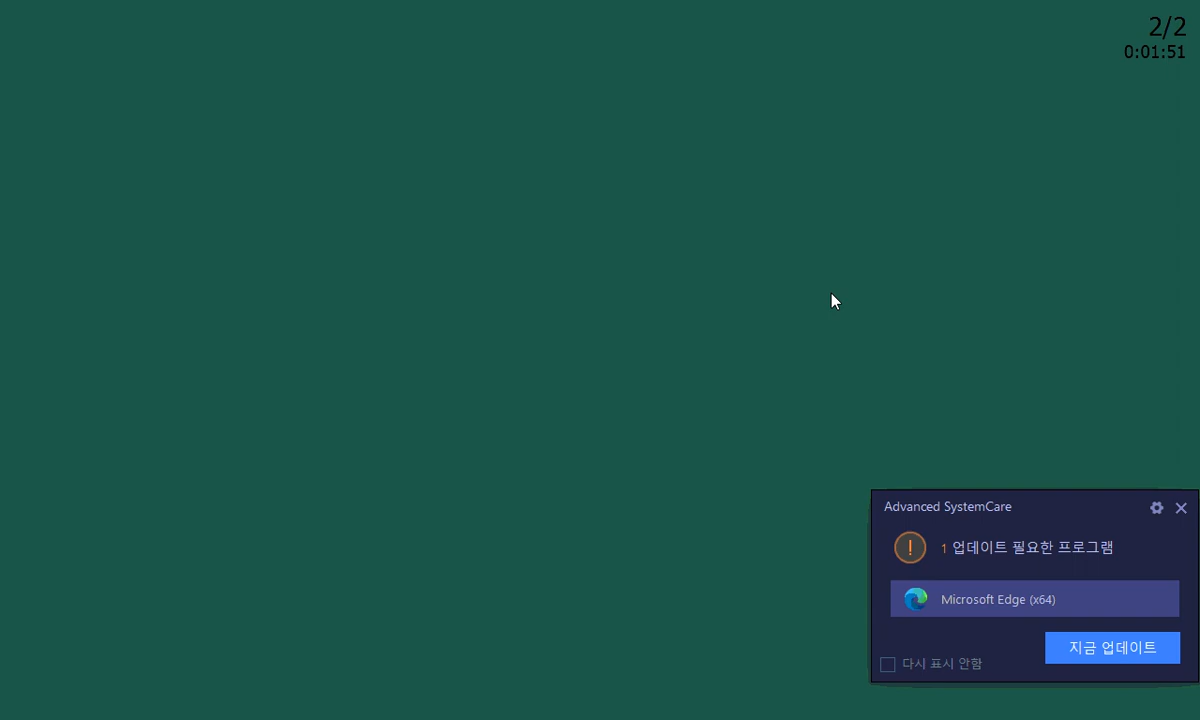 2/2
0:01:51
Advanced SystemCare
! 1 업데이트 필요한 프로그램
Microsoft Edge (x64)
지금 업데이트
다시 표시 안함